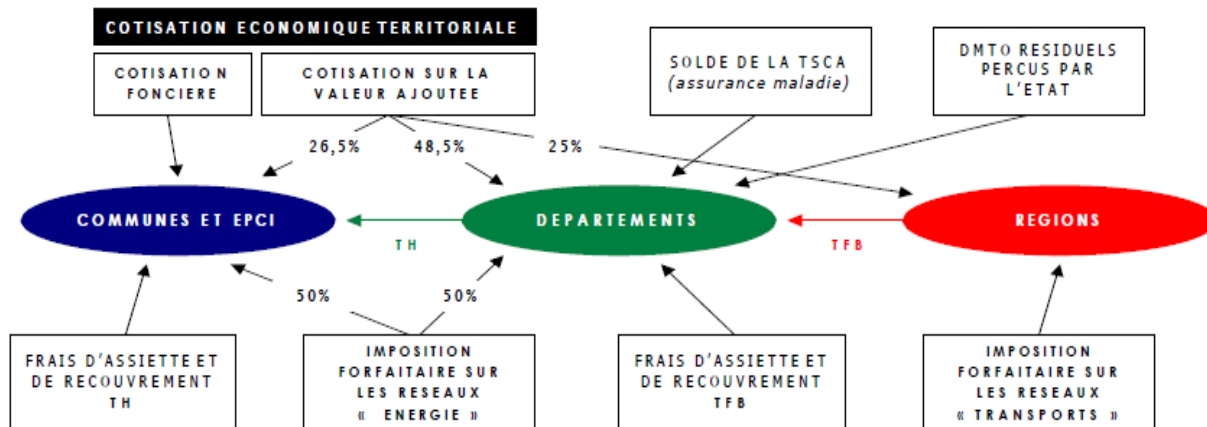 COTISATION ECONOMIQUE TERRITORIALE
COTISATION
FONCIERE
COTISATION SUR LA
VALEUR AJOUTEE
SOLDE DE LA TSCA
(assurance maladie)
DMTO RESIDUELS
PERCUS PAR
L'ETAT
26,5%
48,5%
25%
COMMUNES ET EPCI
DEPARTEMENTS
REGIONS
TH
TFB
50%
50%
FRAIS D'ASSIETTE ET
DE RECOUVREMENT
TH
IMPOSITION
FORFAITAIRE SUR
LES RESEAUX
« ENERGIE »
FRAIS D'ASSIETTE ET
DE RECOUVREMENT
TFB
IMPOSITION
FORFAITAIRE SUR
LES RESEAUX
« TRANSPORTS »